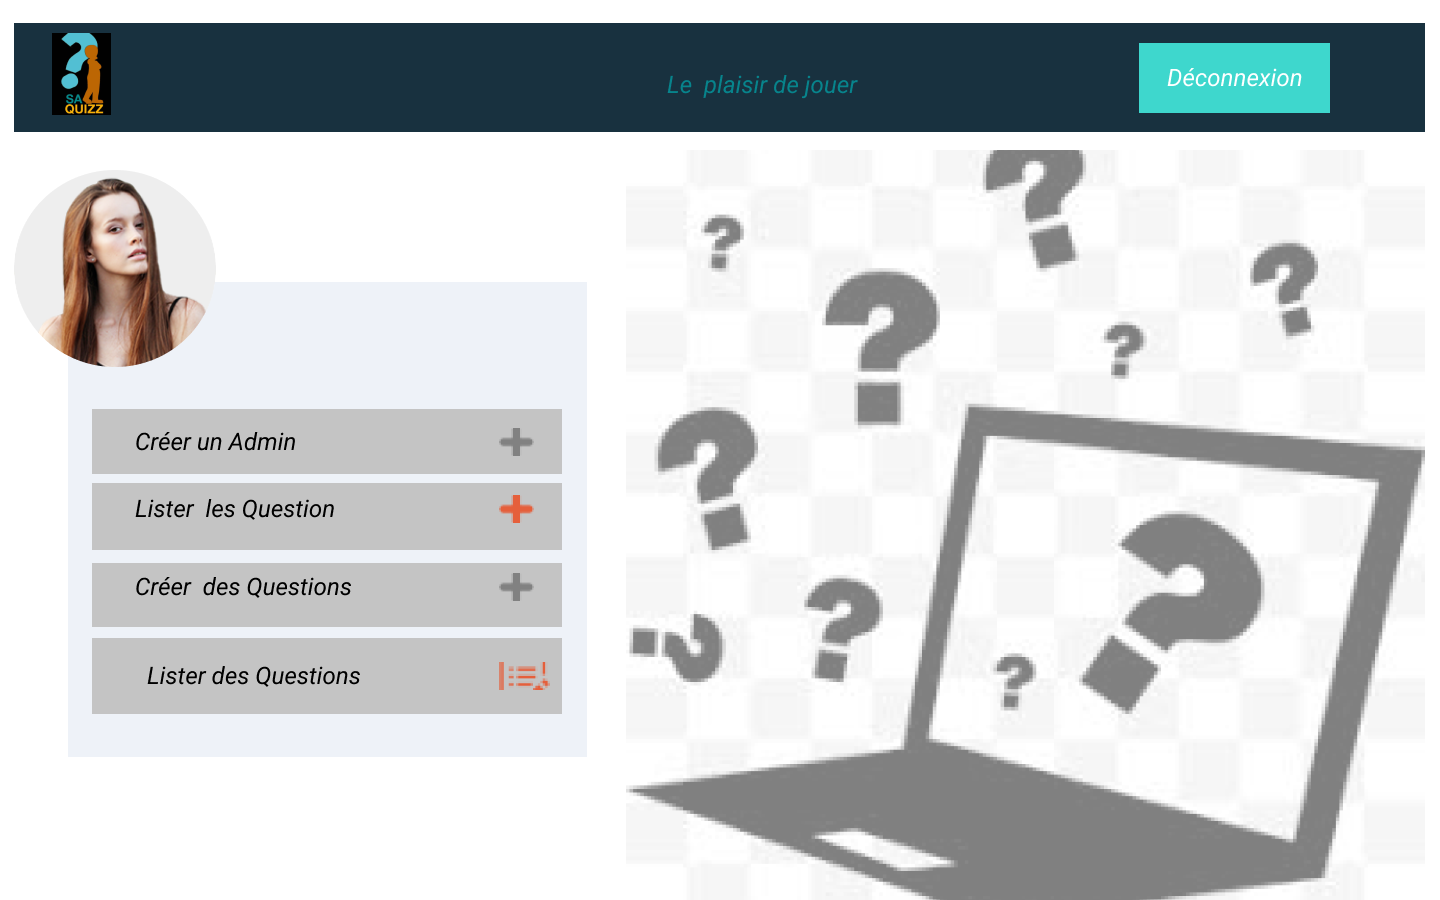 SA
QUIZZ
Le plaisir de jouer
Déconnexion
Créer un Admin
Lister les Question
Créer des Questions
Lister des Questions